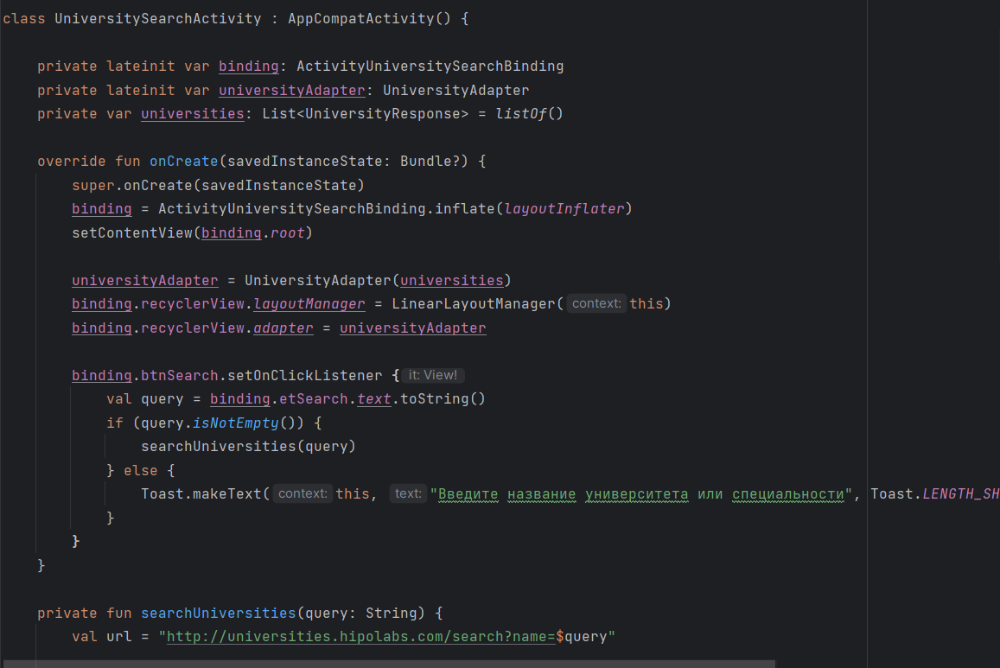 class UniversitySearchActivity : AppCompatActivity() {
private lateinit var binding: ActivityUniversitySearchBinding
private lateinit var universityAdapter: UniversityAdapter
private var universities: List<UniversityResponse> = listOf()
override fun onCreate(savedInstanceState: Bundle?) {
super.onCreate(savedInstanceState)
binding = ActivityUniversitySearchBinding.inflate(layoutInflater)
setContentView(binding.root)
universityAdapter = UniversityAdapter(universities)
binding.recyclerView.layoutManager = LinearLayoutManager( context: this)
binding.recyclerView.adapter = universityAdapter
binding.btnSearch.setOnClickListener { it: View!
val query = binding.etSearch.text.toString()
if (query.isNotEmpty()) {
searchUniversities(query)
} else {
Toast.makeText( context: this, text: "Введите название университета или специальности", Toast.LENGTH_SH
}
}
}
private fun searchUniversities(query: String) {
val url = "http://universities.hipolabs.com/search?name=$query"